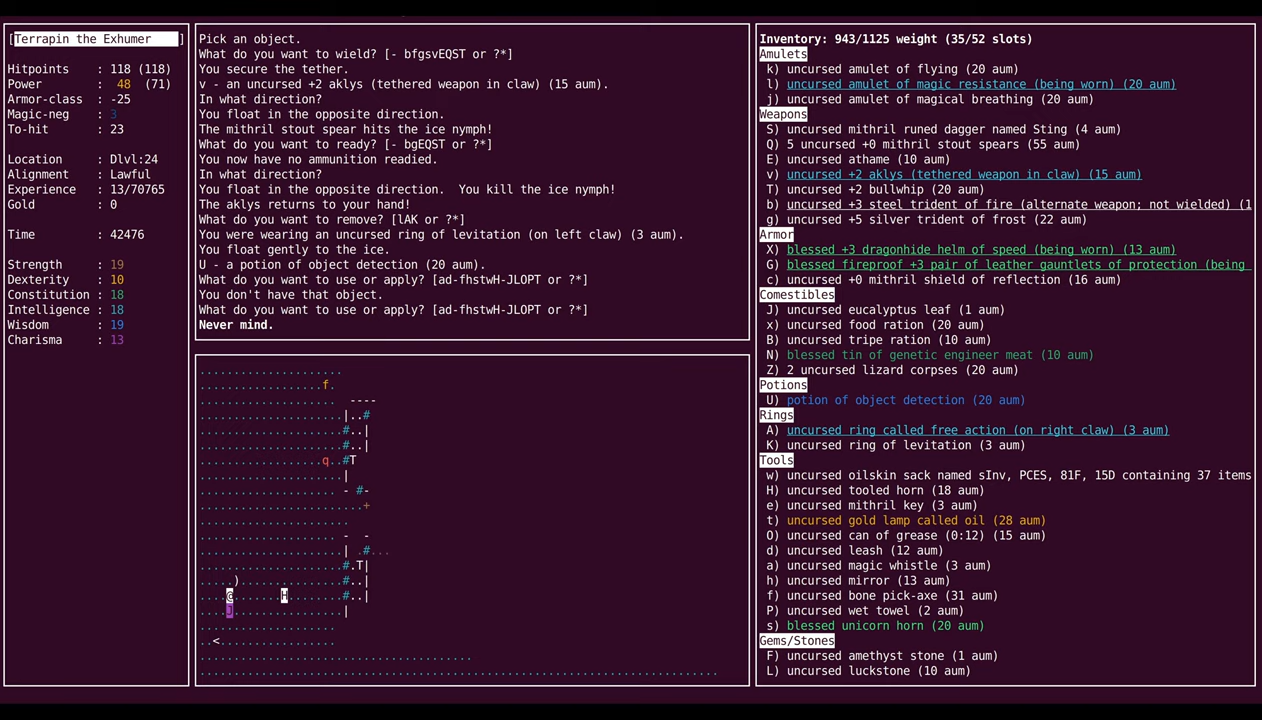 [Terrapin the Exhumer ]
Hitpoints : 118 (118)
Power : 48 (71)
Armor-class : -25
Magic-neg : 3
To-hit : 23
Location : Dlvl:24
Alignment : Lawful
Experience : 13/70765
Gold : 0
Time : 42476
Strength : 19
Dexterity : 10
Constitution : 18
Intelligence : 18
Wisdom : 19
Charisma : 13
Pick an object.
What do you want to wield? [- bfgsvEQST or ?*]
You secure the tether.
v - an uncursed +2 aklys (tethered weapon in claw) (15 aum).
In what direction?
You float in the opposite direction.
The mithril stout spear hits the ice nymph!
What do you want to ready? [- bgEQST or ?*]
You now have no ammunition readied.
In what direction?
You float in the opposite direction.  You kill the ice nymph!
The aklys returns to your hand!
What do you want to remove? [lAK or ?*]
You were wearing an uncursed ring of levitation (on left claw) (3 aum).
You float gently to the ice.
U - a potion of object detection (20 aum).
What do you want to use or apply? [ad-fhstwH-JLOPT or ?*]
You don't have that object.
What do you want to use or apply? [ad-fhstwH-JLOPT or ?*]
Never mind.
....................
..................f.
................... ----
....................|..#
....................#..|
....................#..|
.................q..#T
....................|
.................... - #-
.......................+
....................
................... - -
....................| .#...
....................#.T|
.....)..............#..|
....@.......H.......#..|
....J...............|
...................
..<................
......................................
........................................................................
Inventory: 943/1125 weight (35/52 slots)
Amulets
k) uncursed amulet of flying (20 aum)
l) uncursed amulet of magic resistance (being worn) (20 aum)
j) uncursed amulet of magical breathing (20 aum)
Weapons
S) uncursed mithril runed dagger named Sting (4 aum)
Q) 5 uncursed +0 mithril stout spears (55 aum)
E) uncursed athame (10 aum)
v) uncursed +2 aklys (tethered weapon in claw) (15 aum)
T) uncursed +2 bullwhip (20 aum)
b) uncursed +3 steel trident of fire (alternate weapon; not wielded) (1
g) uncursed +5 silver trident of frost (22 aum)
Armor
X) blessed +3 dragonhide helm of speed (being worn) (13 aum)
G) blessed fireproof +3 pair of leather gauntlets of protection (being
c) uncursed +0 mithril shield of reflection (16 aum)
Comestibles
J) uncursed eucalyptus leaf (1 aum)
x) uncursed food ration (20 aum)
B) uncursed tripe ration (10 aum)
N) blessed tin of genetic engineer meat (10 aum)
Z) 2 uncursed lizard corpses (20 aum)
Potions
U) potion of object detection (20 aum)
Rings
A) uncursed ring called free action (on right claw) (3 aum)
K) uncursed ring of levitation (3 aum)
Tools
w) uncursed oilskin sack named sInv, PCES, 81F, 15D containing 37 items
H) uncursed tooled horn (18 aum)
e) uncursed mithril key (3 aum)
t) uncursed gold lamp called oil (28 aum)
O) uncursed can of grease (0:12) (15 aum)
d) uncursed leash (12 aum)
a) uncursed magic whistle (3 aum)
h) uncursed mirror (13 aum)
f) uncursed bone pick-axe (31 aum)
P) uncursed wet towel (2 aum)
s) blessed unicorn horn (20 aum)
Gems/Stones
F) uncursed amethyst stone (1 aum)
L) uncursed luckstone (10 aum)